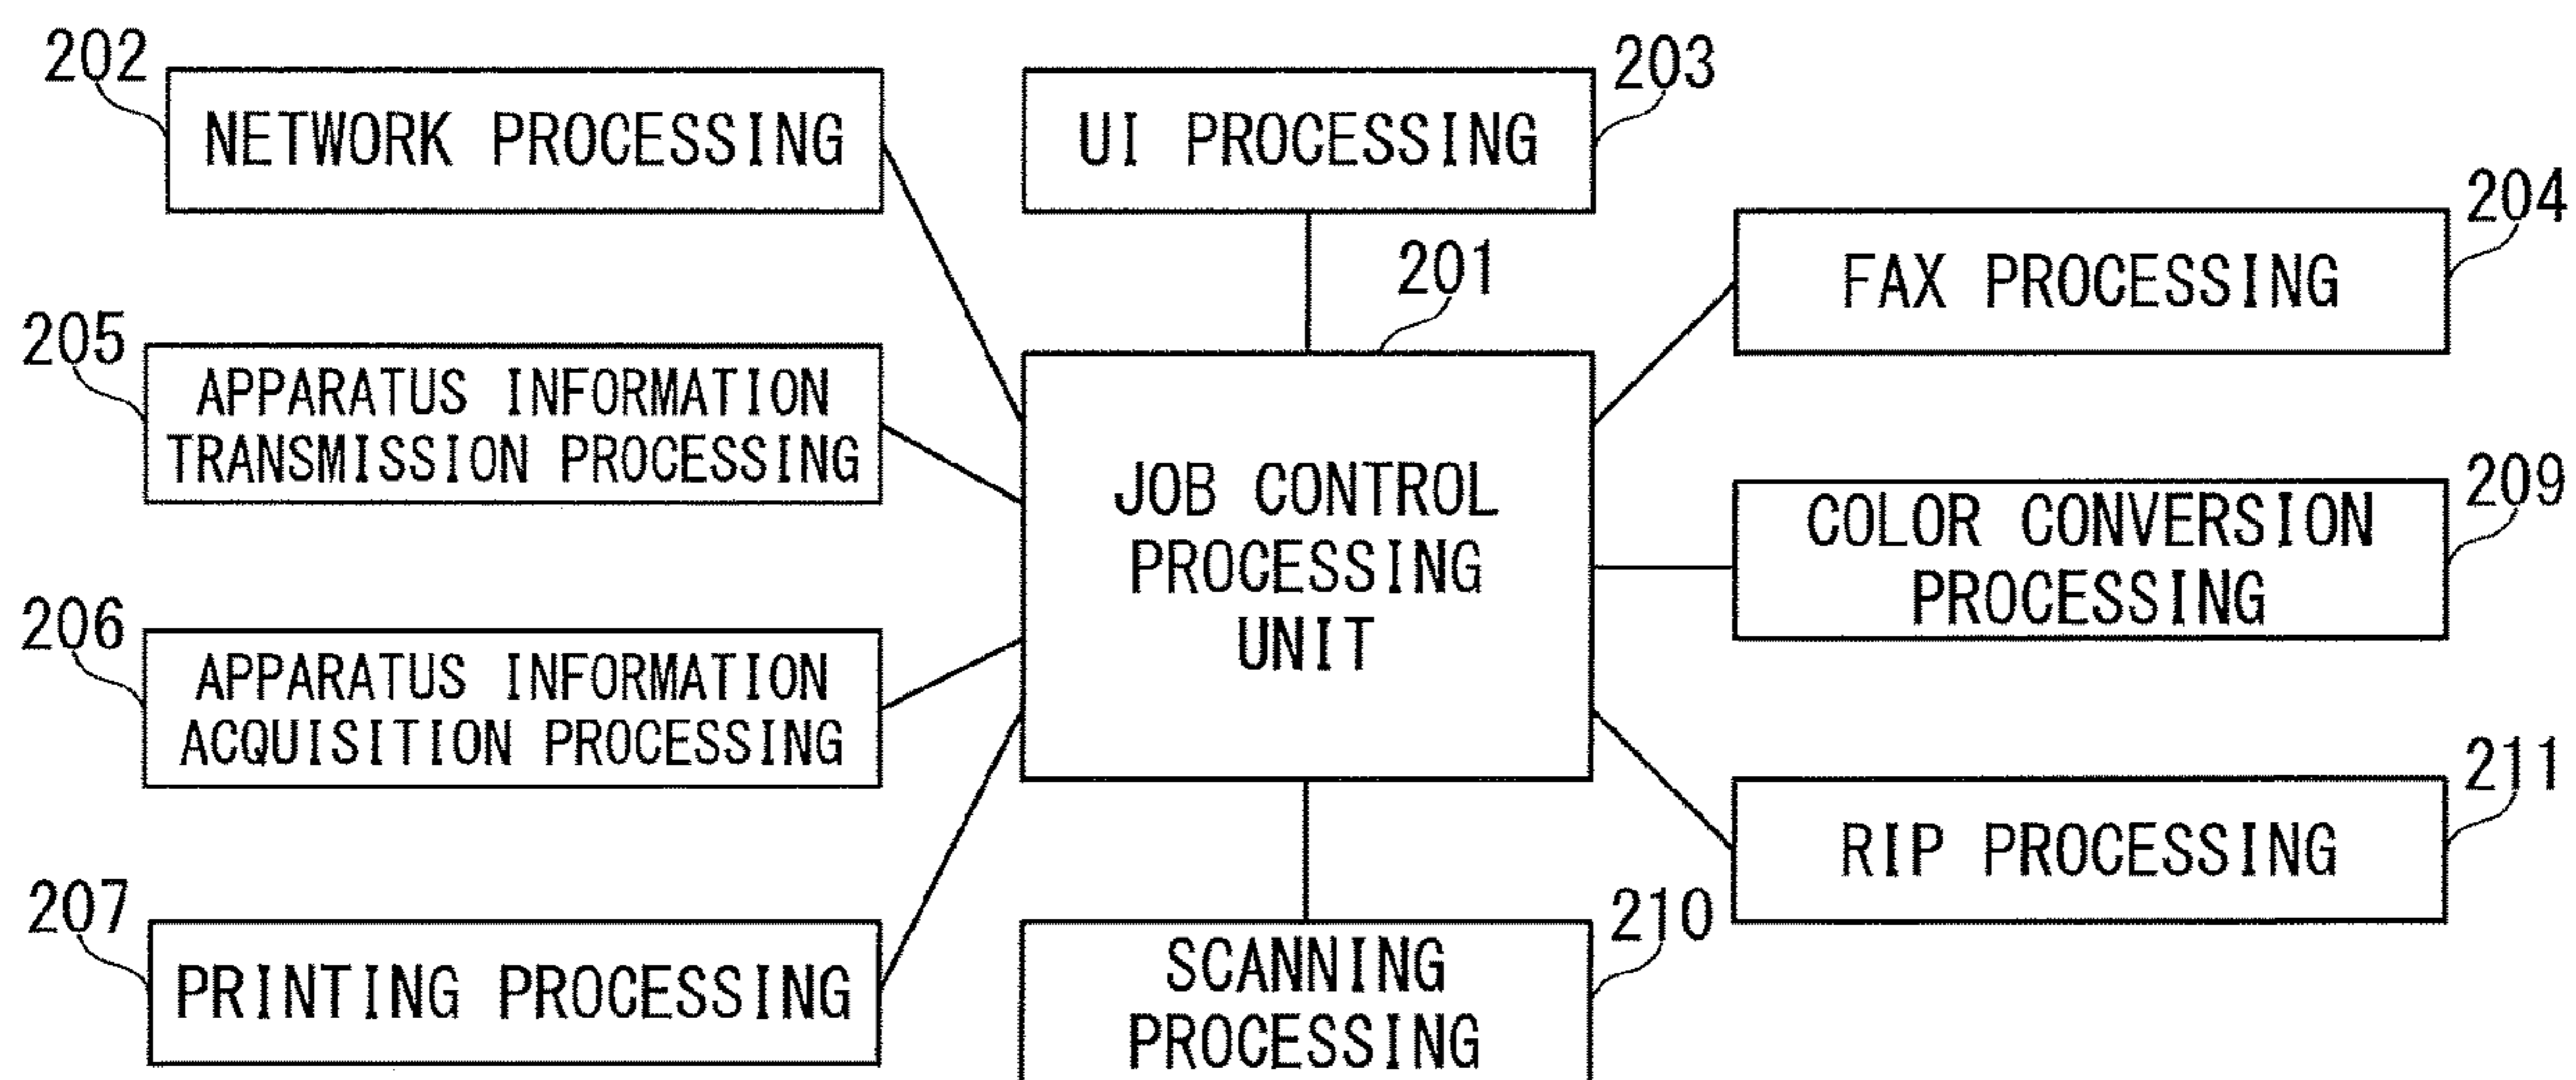 202
NETWORK PROCESSING
203
UI PROCESSING
204
FAX PROCESSING
201
JOB CONTROL
PROCESSING
UNIT
205
APPARATUS INFORMATION
TRANSMISSION PROCESSING
209
COLOR CONVERSION
PROCESSING
206
APPARATUS INFORMATION
ACQUISITION PROCESSING
211
RIP PROCESSING
207
PRINTING PROCESSING
210
SCANNING
PROCESSING